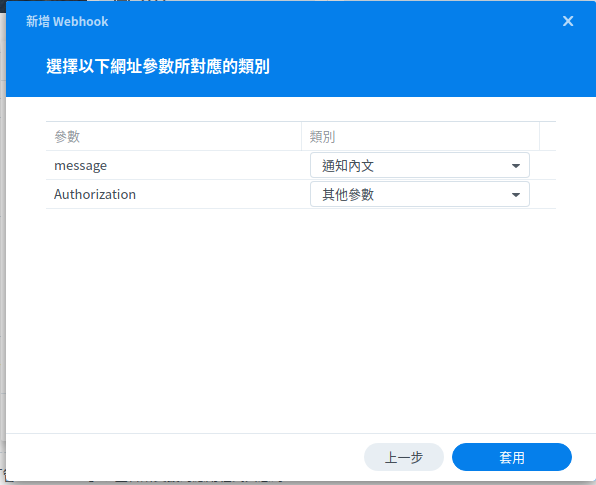 新增 Webhook
選擇以下網址參數所對應的類別
參數 類別
message 通知內文
Authorization 其他參數
上一步 套用